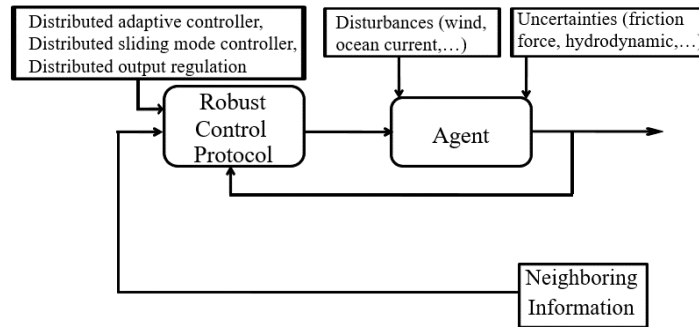 Distributed adaptive controller,
Distributed sliding mode controller,
Distributed output regulation
Disturbances (wind,
ocean current,…)
Uncertainties (friction
force, hydrodynamic,…)
Robust
Control
Protocol
Agent
Neighboring
Information